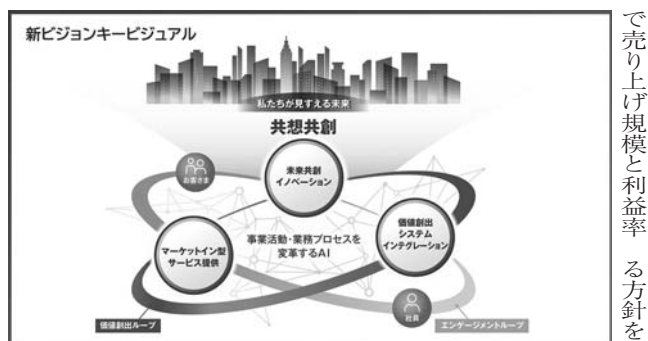 新ビジョンキービジュアル
私たちが見すえる未来
共想共創
お客さま
未来共創
イノベーション
マーケットイン型
サービス提供
事業活動・業務プロセスを
変革するAI
価値創出
システム
インテグレーション
社員
価値創出ループ
エンゲージメントループ
で売り上げ規模と利益率
る方針を